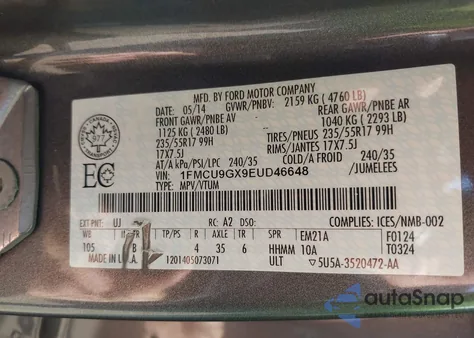 MFD. BY FORD MOTOR COMPANY
DATE: 05/14 GVWR/PNBV: 2159 KG ( 4760 LB)
FRONT GAWR/PNBE AV REAR GAWR/PNBE AR
1125 KG ( 2480 LB) 1040 KG ( 2293 LB)
235/55R17 99H TIRES/PNEUS 235/55R17 99H
17X7.5J RIMS/JANTES 17X7.5J
AT/A kPa/PSI/LPC 240/35 COLD/A FROID 240/35
VIN: 1FMCU9GX9EUD46648 /JUMELEES
TYPE: MPV/VTUM
EXT PNT: UJ RC: A2 DSO: COMPLIES: ICES/NMB-002
WB TP/PS R AXLE TR SPR EM21A F0124
105 B 4 35 6 HHMM 10A T0324
MADE IN U.S.A. 1201405073071 ULT 5U5A-3520472-AA
CANADA
TRANSPORT
EC
autoSnap